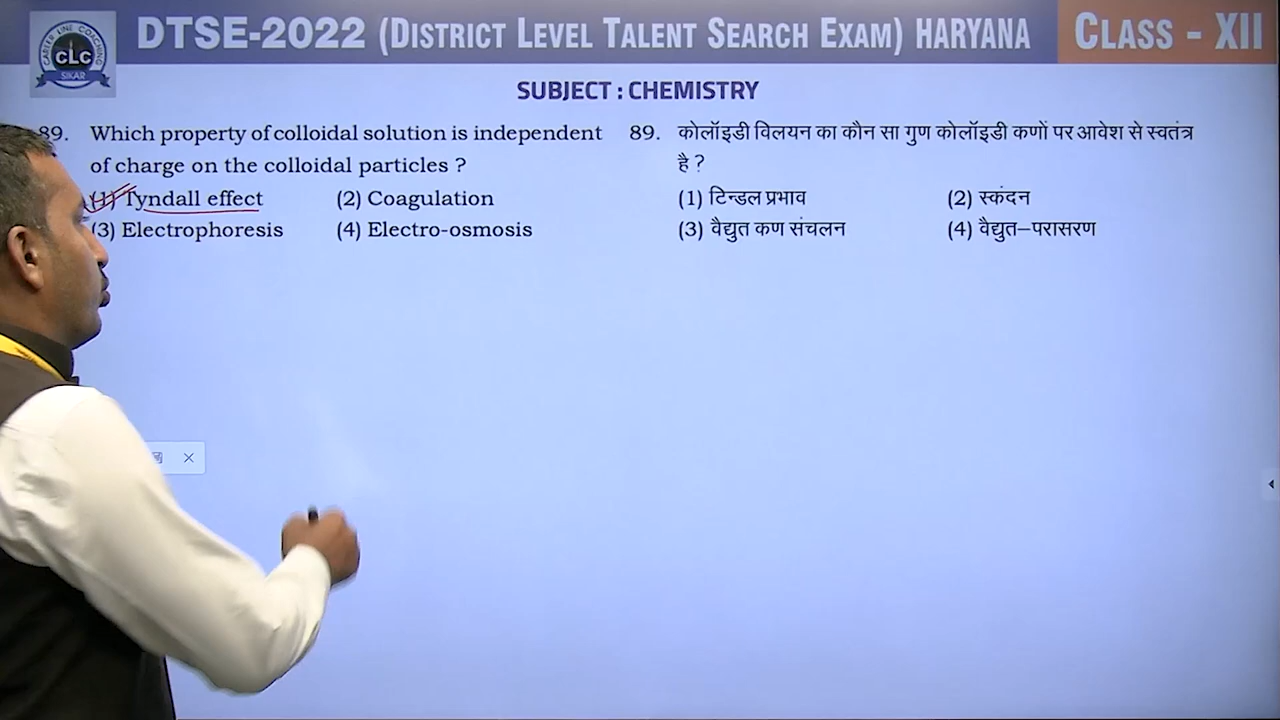 CAREER LINE COACHING
CLC
SIKAR
DTSE-2022 (DISTRICT LEVEL TALENT SEARCH EXAM) HARYANA
CLASS - XII
SUBJECT : CHEMISTRY
89. Which property of colloidal solution is independent
of charge on the colloidal particles ?
(1) Tyndall effect (2) Coagulation
(3) Electrophoresis (4) Electro-osmosis
89. कोलॉइडी विलयन का कौन सा गुण कोलॉइडी कणों पर आवेश से स्वतंत्र
है ?
(1) टिन्डल प्रभाव (2) स्कंदन
(3) वैद्युत कण संचलन (4) वैद्युत–परासरण